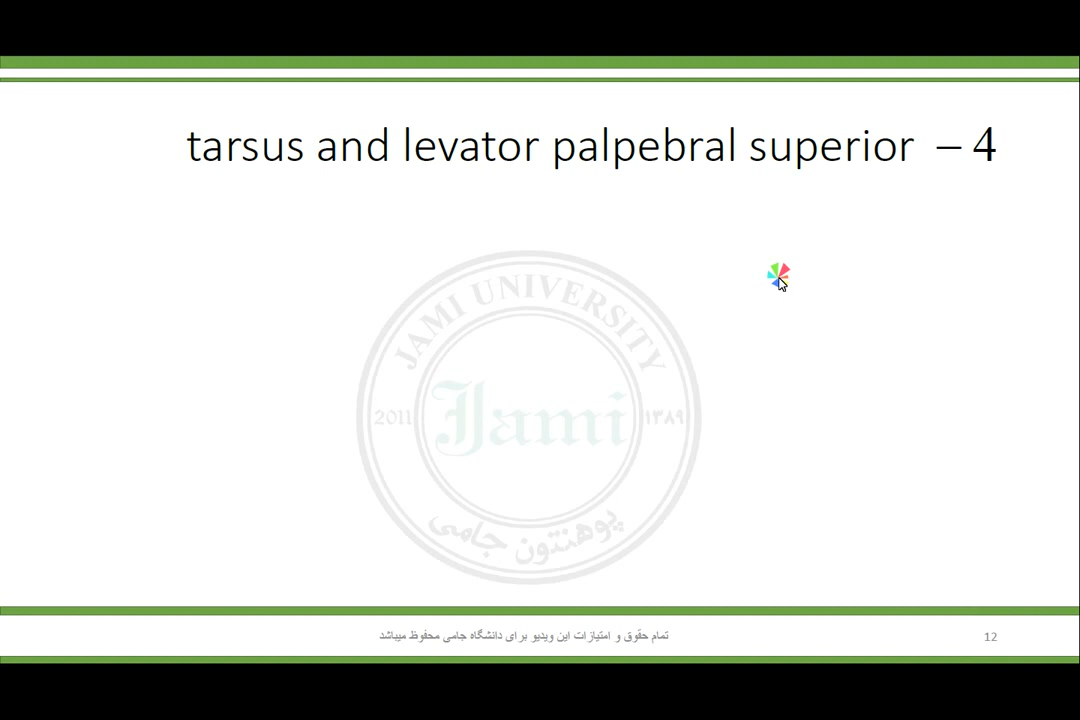 tarsus and levator palpebral superior – 4
JAMI UNIVERSITY
2011
Jami
۱۳۸۹
پوهنتون جامی
تمام حقوق و امتیازات این ویدیو برای دانشگاه جامی محفوظ میباشد
12